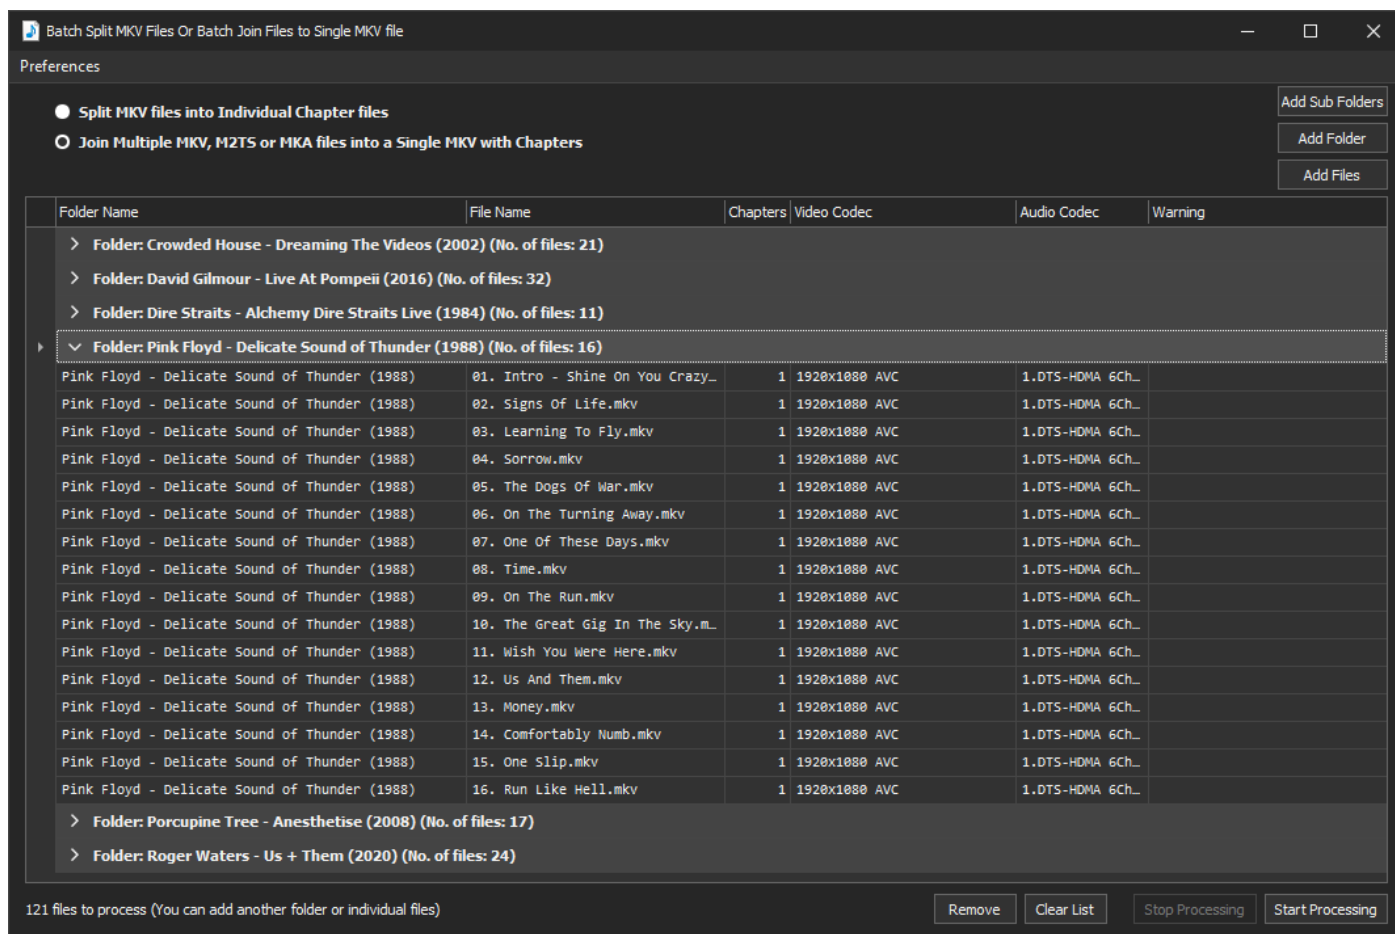 Batch Split MKV Files Or Batch Join Files to Single MKV file
Preferences
Split MKV files into Individual Chapter files
Join Multiple MKV, M2TS or MKA files into a Single MKV with Chapters
Add Sub Folders
Add Folder
Add Files
Folder Name File Name Chapters Video Codec Audio Codec Warning
Folder: Crowded House - Dreaming The Videos (2002) (No. of files: 21)
Folder: David Gilmour - Live At Pompeii (2016) (No. of files: 32)
Folder: Dire Straits - Alchemy Dire Straits Live (1984) (No. of files: 11)
Folder: Pink Floyd - Delicate Sound of Thunder (1988) (No. of files: 16)
Pink Floyd - Delicate Sound of Thunder (1988) 01. Intro - Shine On You Crazy… 1 1920x1080 AVC 1.DTS-HDMA 6Ch…
Pink Floyd - Delicate Sound of Thunder (1988) 02. Signs Of Life.mkv 1 1920x1080 AVC 1.DTS-HDMA 6Ch…
Pink Floyd - Delicate Sound of Thunder (1988) 03. Learning To Fly.mkv 1 1920x1080 AVC 1.DTS-HDMA 6Ch…
Pink Floyd - Delicate Sound of Thunder (1988) 04. Sorrow.mkv 1 1920x1080 AVC 1.DTS-HDMA 6Ch…
Pink Floyd - Delicate Sound of Thunder (1988) 05. The Dogs Of War.mkv 1 1920x1080 AVC 1.DTS-HDMA 6Ch…
Pink Floyd - Delicate Sound of Thunder (1988) 06. On The Turning Away.mkv 1 1920x1080 AVC 1.DTS-HDMA 6Ch…
Pink Floyd - Delicate Sound of Thunder (1988) 07. One Of These Days.mkv 1 1920x1080 AVC 1.DTS-HDMA 6Ch…
Pink Floyd - Delicate Sound of Thunder (1988) 08. Time.mkv 1 1920x1080 AVC 1.DTS-HDMA 6Ch…
Pink Floyd - Delicate Sound of Thunder (1988) 09. On The Run.mkv 1 1920x1080 AVC 1.DTS-HDMA 6Ch…
Pink Floyd - Delicate Sound of Thunder (1988) 10. The Great Gig In The Sky.m… 1 1920x1080 AVC 1.DTS-HDMA 6Ch…
Pink Floyd - Delicate Sound of Thunder (1988) 11. Wish You Were Here.mkv 1 1920x1080 AVC 1.DTS-HDMA 6Ch…
Pink Floyd - Delicate Sound of Thunder (1988) 12. Us And Them.mkv 1 1920x1080 AVC 1.DTS-HDMA 6Ch…
Pink Floyd - Delicate Sound of Thunder (1988) 13. Money.mkv 1 1920x1080 AVC 1.DTS-HDMA 6Ch…
Pink Floyd - Delicate Sound of Thunder (1988) 14. Comfortably Numb.mkv 1 1920x1080 AVC 1.DTS-HDMA 6Ch…
Pink Floyd - Delicate Sound of Thunder (1988) 15. One Slip.mkv 1 1920x1080 AVC 1.DTS-HDMA 6Ch…
Pink Floyd - Delicate Sound of Thunder (1988) 16. Run Like Hell.mkv 1 1920x1080 AVC 1.DTS-HDMA 6Ch…
Folder: Porcupine Tree - Anesthetise (2008) (No. of files: 17)
Folder: Roger Waters - Us + Them (2020) (No. of files: 24)
121 files to process (You can add another folder or individual files) Remove Clear List Stop Processing Start Processing